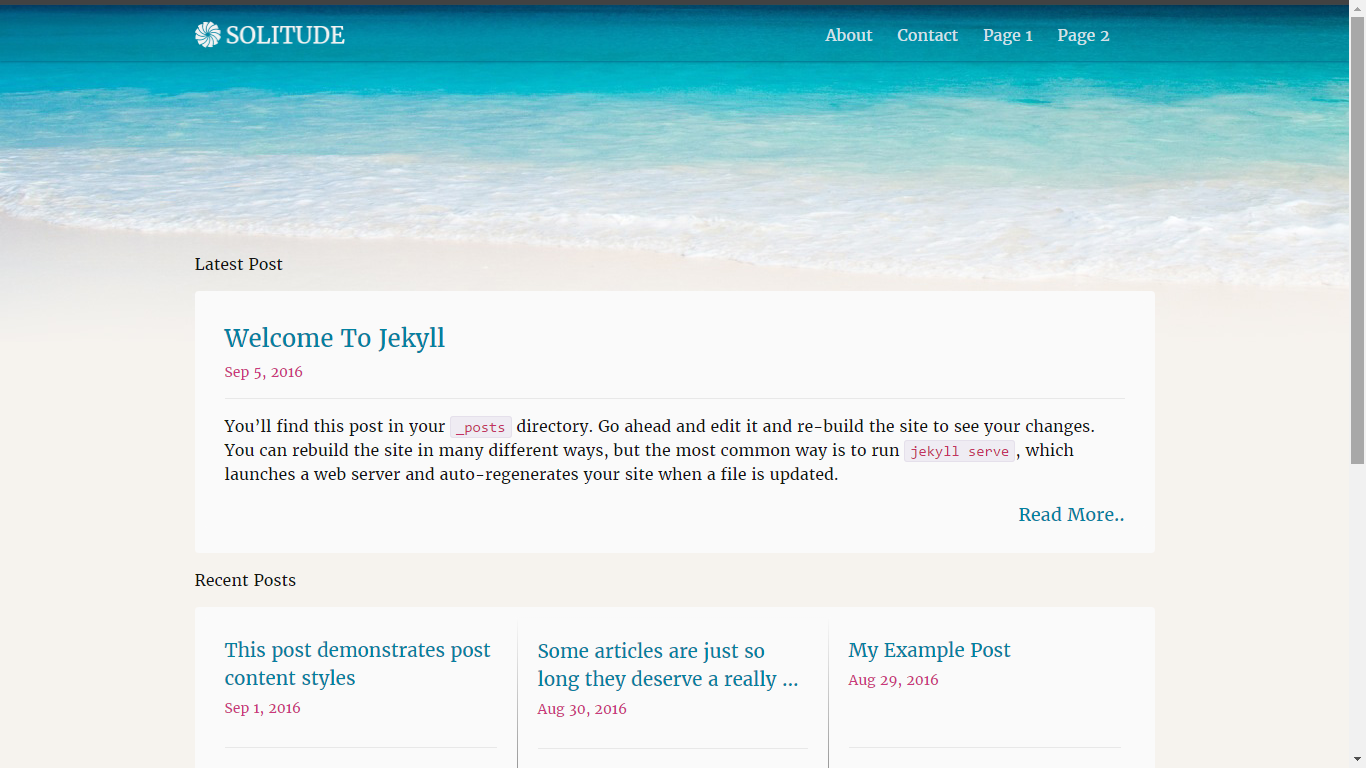 SOLITUDE
About Contact Page 1 Page 2
Latest Post
Welcome To Jekyll
Sep 5, 2016
You’ll find this post in your _posts directory. Go ahead and edit it and re-build the site to see your changes.
You can rebuild the site in many different ways, but the most common way is to run jekyll serve, which
launches a web server and auto-regenerates your site when a file is updated.
Read More..
Recent Posts
This post demonstrates post
content styles
Sep 1, 2016
Some articles are just so
long they deserve a really ...
Aug 30, 2016
My Example Post
Aug 29, 2016